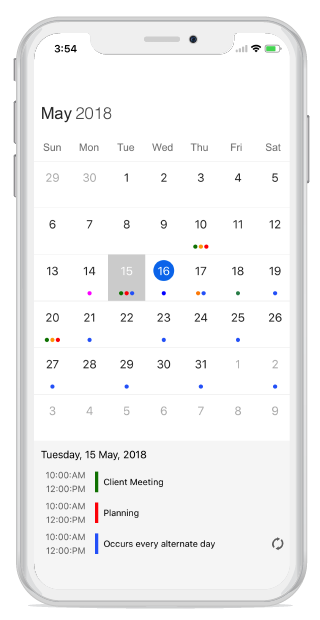 3:54
May 2018
Sun Mon Tue Wed Thu Fri Sat
29 30 1 2 3 4 5
6 7 8 9 10 11 12
13 14 15 16 17 18 19
20 21 22 23 24 25 26
27 28 29 30 31 1 2
3 4 5 6 7 8 9
Tuesday, 15 May, 2018
10:00:AM
12:00:PM
Client Meeting
10:00:AM
12:00:PM
Planning
10:00:AM
12:00:PM
Occurs every alternate day